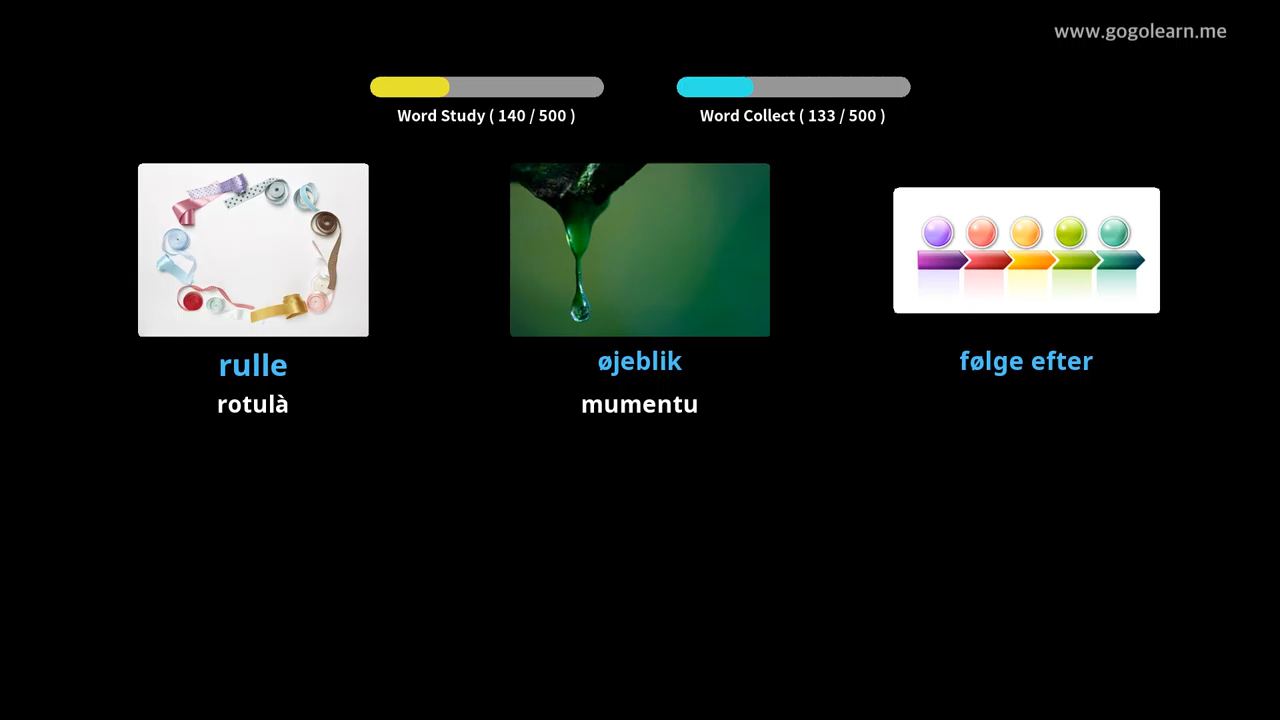 www.gogolearn.me
Word Study ( 140 / 500 )
Word Collect ( 133 / 500 )
rulle
rotulà
øjeblik
mumentu
følge efter